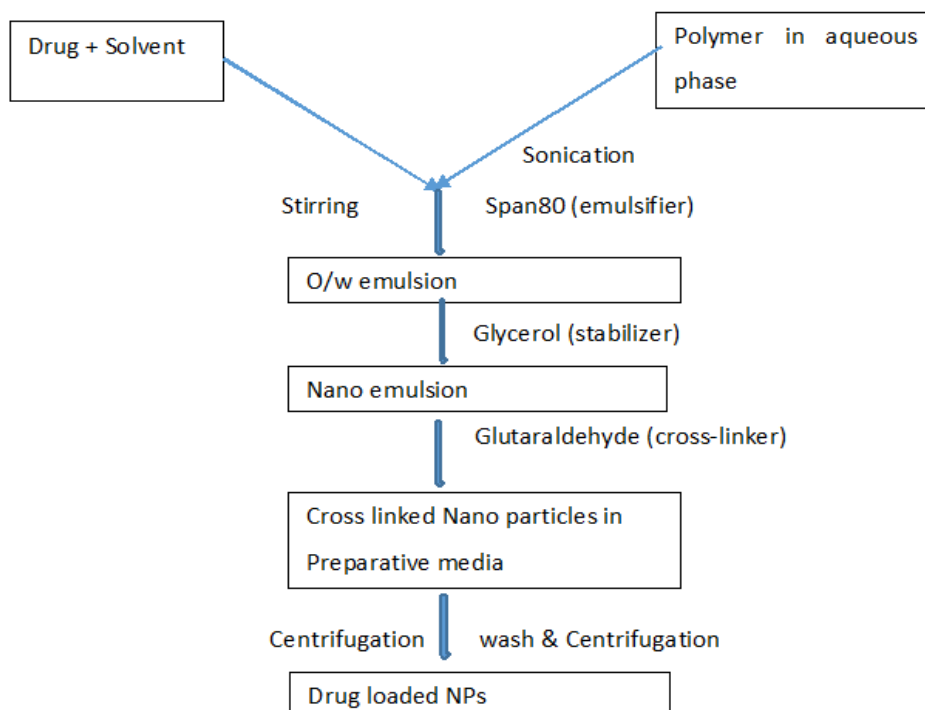 Drug + Solvent
Polymer in aqueous
phase
Sonication
Stirring
Span80 (emulsifier)
O/w emulsion
Glycerol (stabilizer)
Nano emulsion
Glutaraldehyde (cross-linker)
Cross linked Nano particles in
Preparative media
Centrifugation
wash & Centrifugation
Drug loaded NPs